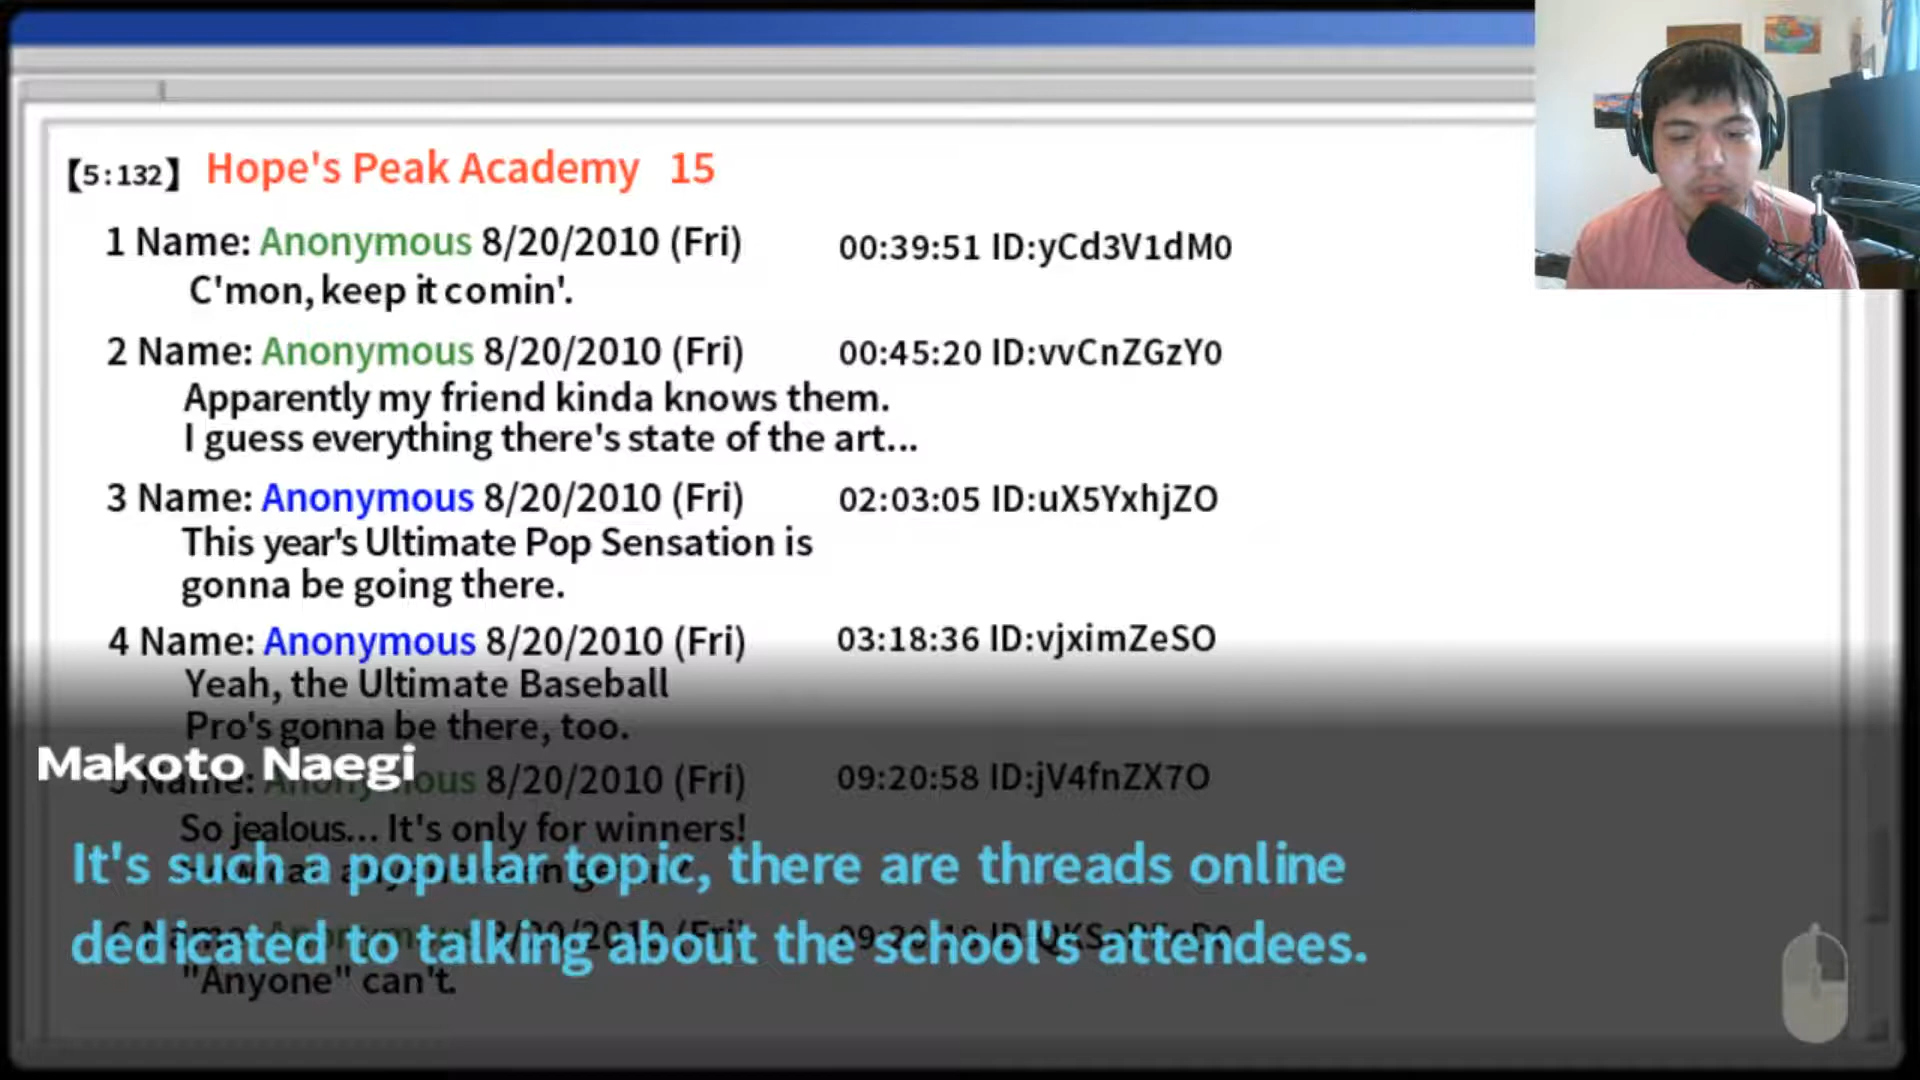 【5:132】 Hope's Peak Academy 15
1 Name: Anonymous 8/20/2010 (Fri) 00:39:51 ID:yCd3V1dM0
C'mon, keep it comin'.
2 Name: Anonymous 8/20/2010 (Fri) 00:45:20 ID:vvCnZGzY0
Apparently my friend kinda knows them.
I guess everything there's state of the art...
3 Name: Anonymous 8/20/2010 (Fri) 02:03:05 ID:uX5YxhjZO
This year's Ultimate Pop Sensation is
gonna be going there.
4 Name: Anonymous 8/20/2010 (Fri) 03:18:36 ID:vjximZeSO
Yeah, the Ultimate Baseball
Pro's gonna be there, too.
Makoto Naegi
5 Name: Anonymous 8/20/2010 (Fri) 09:20:58 ID:jV4fnZX7O
So jealous... It's only for winners!
It's such a popular topic, there are threads online
dedicated to talking about the school's attendees.
"Anyone" can't.